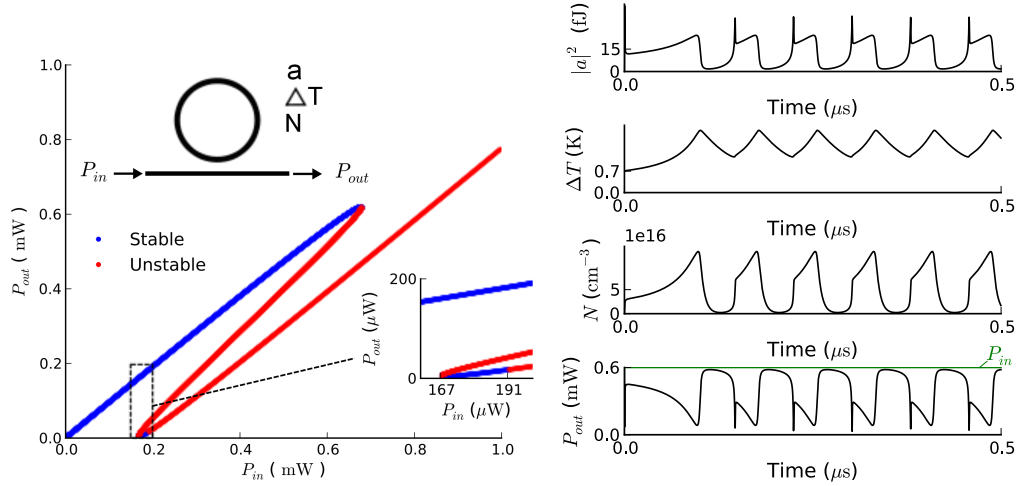 1.0
0.8
0.6
0.4
0.2
0.0
P_out ( mW )
a
△T
N
P_in
P_out
Stable
Unstable
200
0
P_out (μW)
167 191
P_in (μW)
0.0 0.2 0.4 0.6 0.8 1.0
P_in ( mW )
15
0
|a|² (fJ)
0.0 0.5
Time (μs)
0.7
0.0
ΔT (K)
0.0 0.5
Time (μs)
1e16
5
0
N (cm⁻³)
0.0 0.5
Time (μs)
P_in
0.6
0.0
P_out (mW)
0.0 0.5
Time (μs)